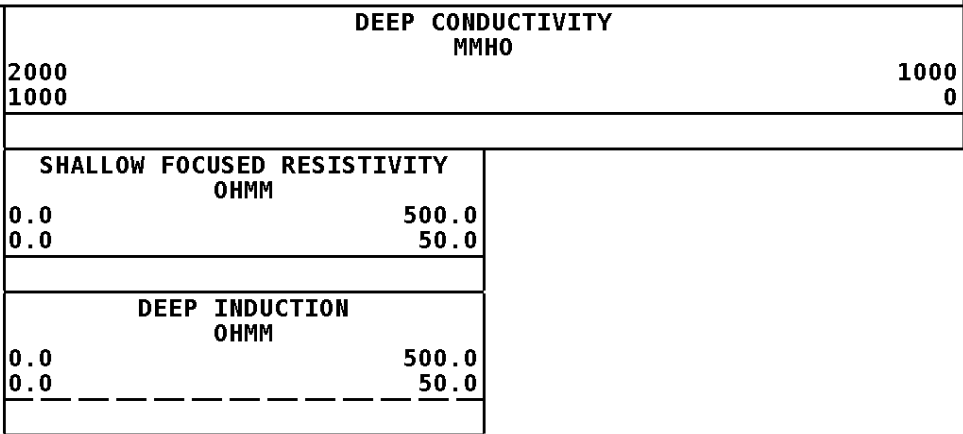 DEEP CONDUCTIVITY
MMHO
2000 1000
1000 0
SHALLOW FOCUSED RESISTIVITY
OHMM
0.0 500.0
0.0 50.0
DEEP INDUCTION
OHMM
0.0 500.0
0.0 50.0